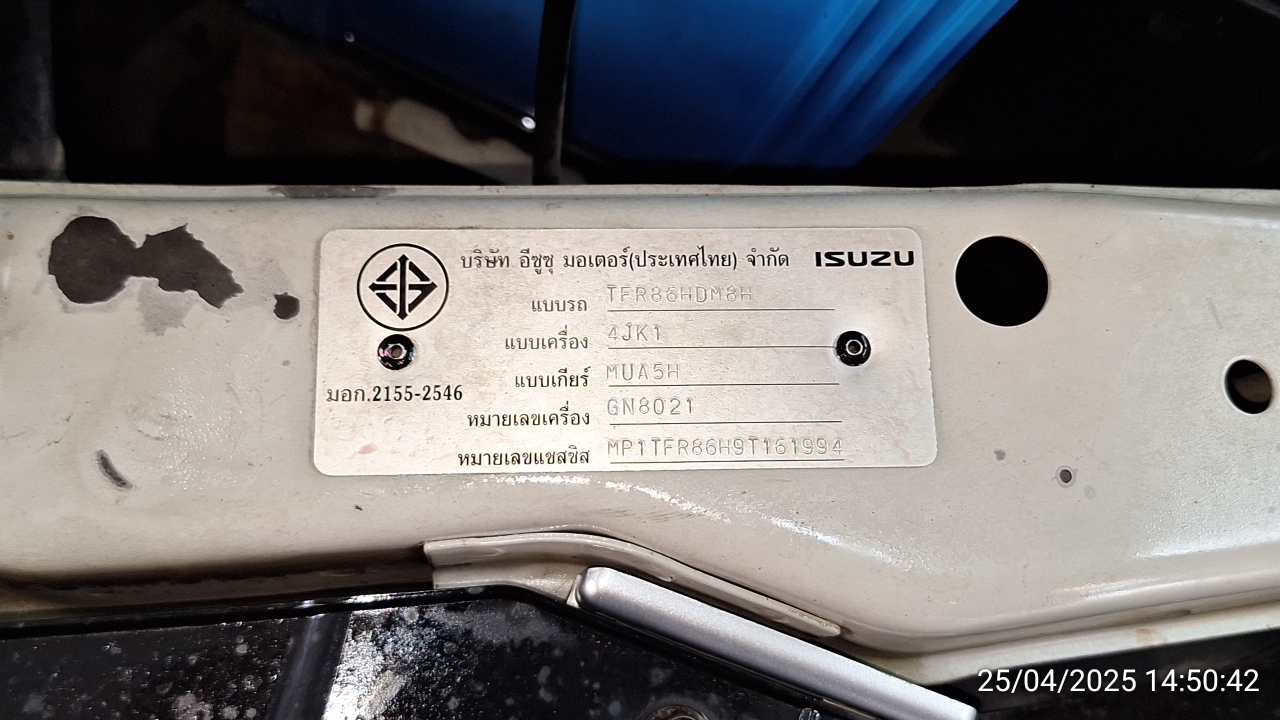 บริษัท อีซูซุ มอเตอร์(ประเทศไทย) จำกัด ISUZU
แบบรถ TFR86HDM8H
แบบเครื่อง 4JK1
แบบเกียร์ MUA5H
มอก.2155-2546
หมายเลขเครื่อง GN8021
หมายเลขแชสซิส MP1TFR86H9T161994
25/04/2025 14:50:42